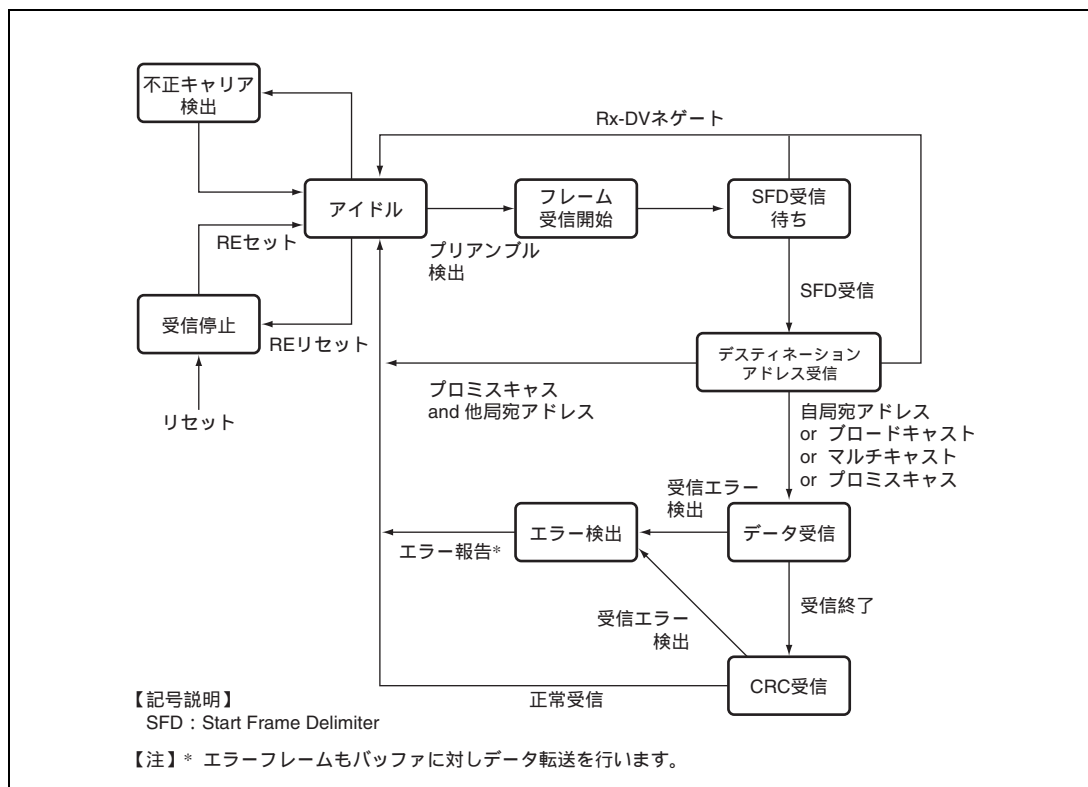 不正キャリア
検出
Rx-DVネゲート
アイドル
フレーム
受信開始
SFD受信
待ち
REセット
プリアンブル
検出
SFD受信
受信停止
REリセット
デスティネーション
アドレス受信
プロミスキャス
and 他局宛アドレス
リセット
自局宛アドレス
or ブロードキャスト
or マルチキャスト
or プロミスキャス
受信エラー
検出
エラー検出
データ受信
エラー報告*
受信終了
受信エラー
検出
CRC受信
正常受信
【記号説明】
SFD : Start Frame Delimiter
【注】* エラーフレームもバッファに対しデータ転送を行います。